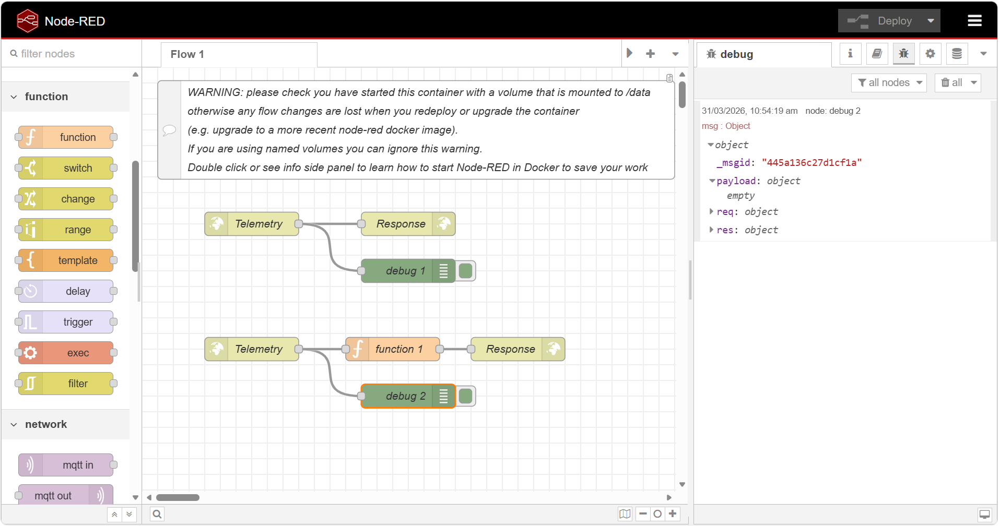 Node-RED
Deploy
filter nodes
Flow 1
debug
all nodes
all
function
function
switch
change
range
template
delay
trigger
exec
filter
network
mqtt in
mqtt out
WARNING: please check you have started this container with a volume that is mounted to /data
otherwise any flow changes are lost when you redeploy or upgrade the container
(e.g. upgrade to a more recent node-red docker image).
If you are using named volumes you can ignore this warning.
Double click or see info side panel to learn how to start Node-RED in Docker to save your work
Telemetry
Response
debug 1
Telemetry
function 1
Response
debug 2
31/03/2026, 10:54:19 am node: debug 2
msg : Object
object
_msgid: "445a136c27d1cf1a"
payload: object
empty
req: object
res: object